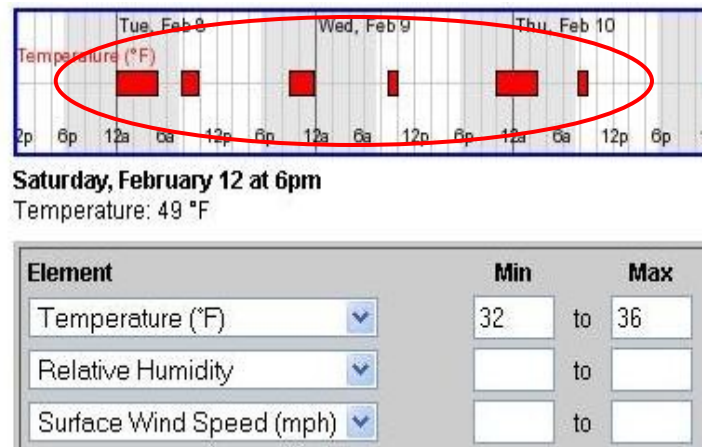 Tue, Feb 8 Wed, Feb 9 Thu, Feb 10
Temperature (°F)
2p 6p 12a 6a 12p 6p 12a 6a 12p 6p 12a 6a 12p 6p
Saturday, February 12 at 6pm
Temperature: 49 °F
Element Min Max
Temperature (°F) 32 to 36
Relative Humidity to
Surface Wind Speed (mph) to